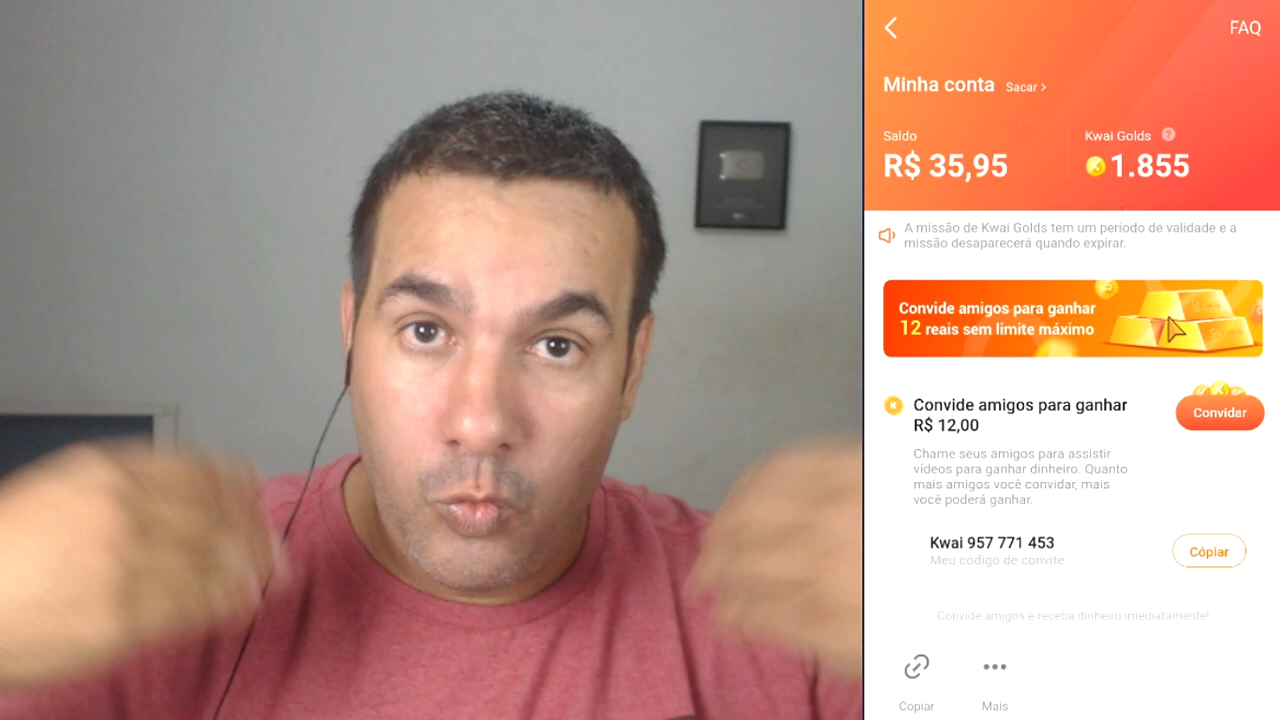 FAQ
Minha conta
Sacar >
Saldo
Kwai Golds ?
R$ 35,95
1.855
A missão de Kwai Golds tem um período de validade e a
missão desaparecerá quando expirar.
Convide amigos para ganhar
12 reais sem limite máximo
Convide amigos para ganhar
R$ 12,00
Convidar
Chame seus amigos para assistir
vídeos para ganhar dinheiro. Quanto
mais amigos você convidar, mais
você poderá ganhar.
Kwai 957 771 453
Meu código de convite
Cópiar
Convide amigos e receba dinheiro imediatamente!
Copiar
Mais